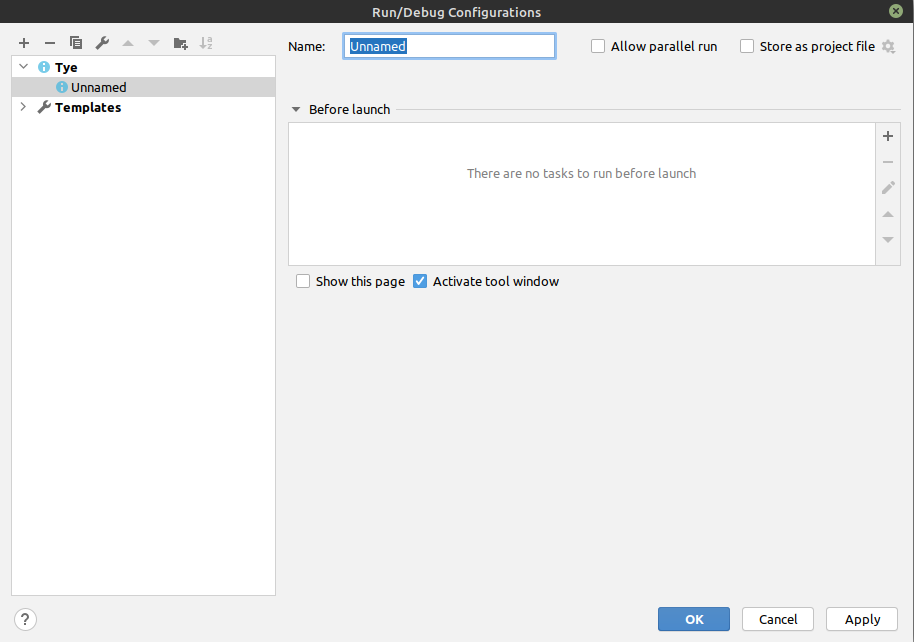 Run/Debug Configurations
Name: Unnamed Allow parallel run Store as project file
Tye
Unnamed
Templates
Before launch
There are no tasks to run before launch
Show this page Activate tool window
? OK Cancel Apply